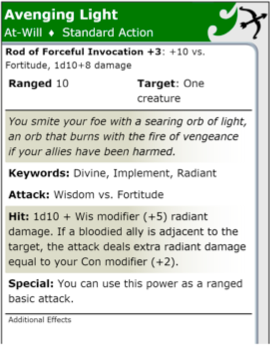 Avenging Light
At-Will ♦ Standard Action
Rod of Forceful Invocation +3: +10 vs.
Fortitude, 1d10+8 damage
Ranged 10 Target: One
creature
You smite your foe with a searing orb of light,
an orb that burns with the fire of vengeance
if your allies have been harmed.
Keywords: Divine, Implement, Radiant
Attack: Wisdom vs. Fortitude
Hit: 1d10 + Wis modifier (+5) radiant
damage. If a bloodied ally is adjacent to the
target, the attack deals extra radiant damage
equal to your Con modifier (+2).
Special: You can use this power as a ranged
basic attack.
Additional Effects